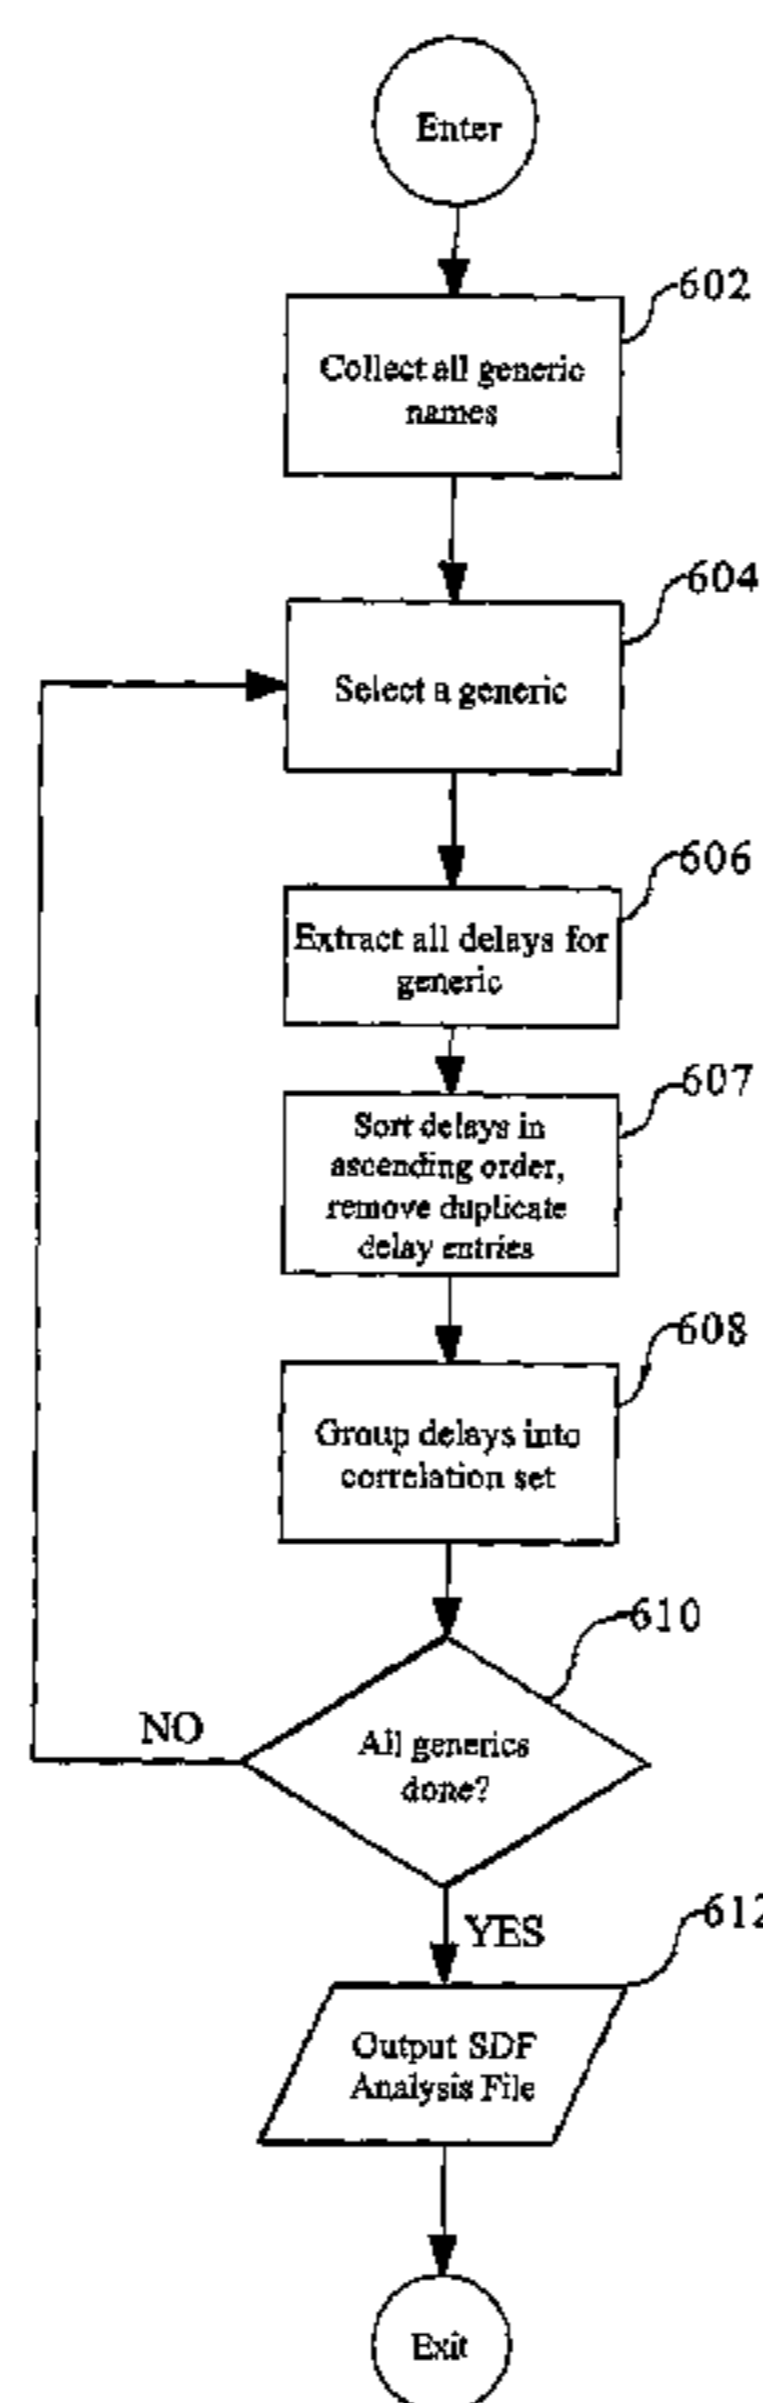 Enter
602
Collect all generic
names
604
Select a generic
606
Extract all delays for
generic
607
Sort delays in
ascending order,
remove duplicate
delay entries
608
Group delays into
correlation set
610
All generics
done?
NO
YES
612
Output SDF
Analysis File
Exit